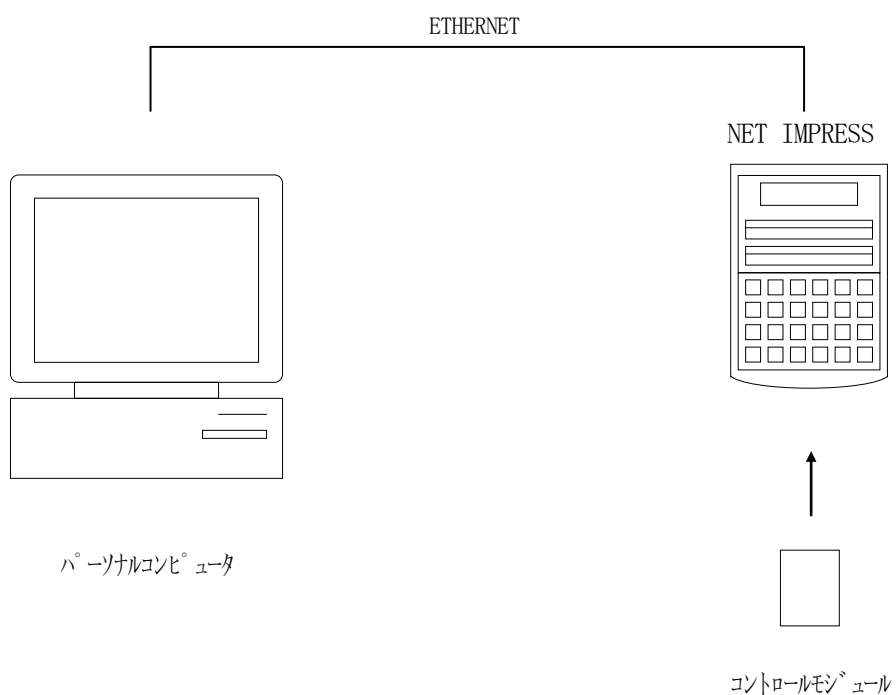 ETHERNET
NET IMPRESS
ﾊﾟｰｿﾅﾙｺﾝﾋﾟｭｰﾀ
ｺﾝﾄﾛｰﾙﾓｼﾞｭｰﾙ